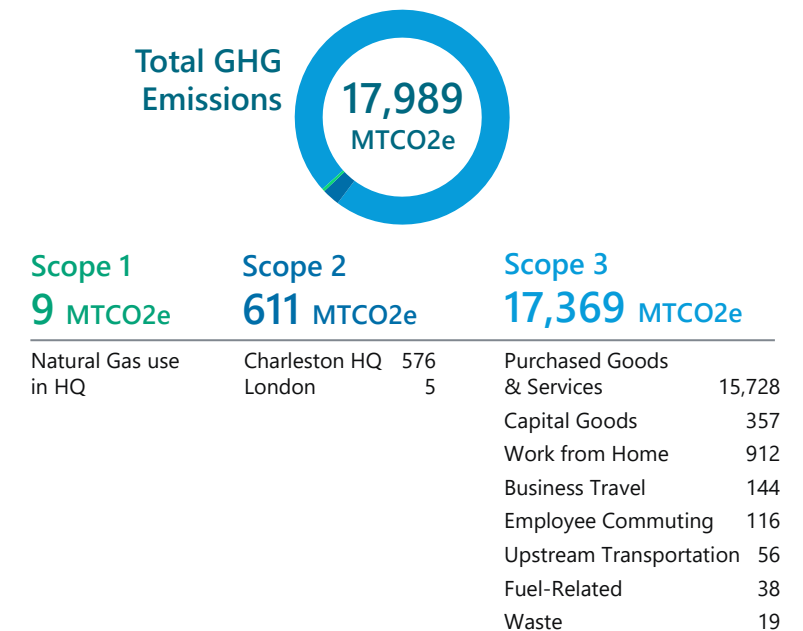 Total GHG
Emissions
17,989
MTCO2e
Scope 1
9 MTCO2e
Natural Gas use
in HQ
Scope 2
611 MTCO2e
Charleston HQ 576
London 5
Scope 3
17,369 MTCO2e
Purchased Goods
& Services 15,728
Capital Goods 357
Work from Home 912
Business Travel 144
Employee Commuting 116
Upstream Transportation 56
Fuel-Related 38
Waste 19